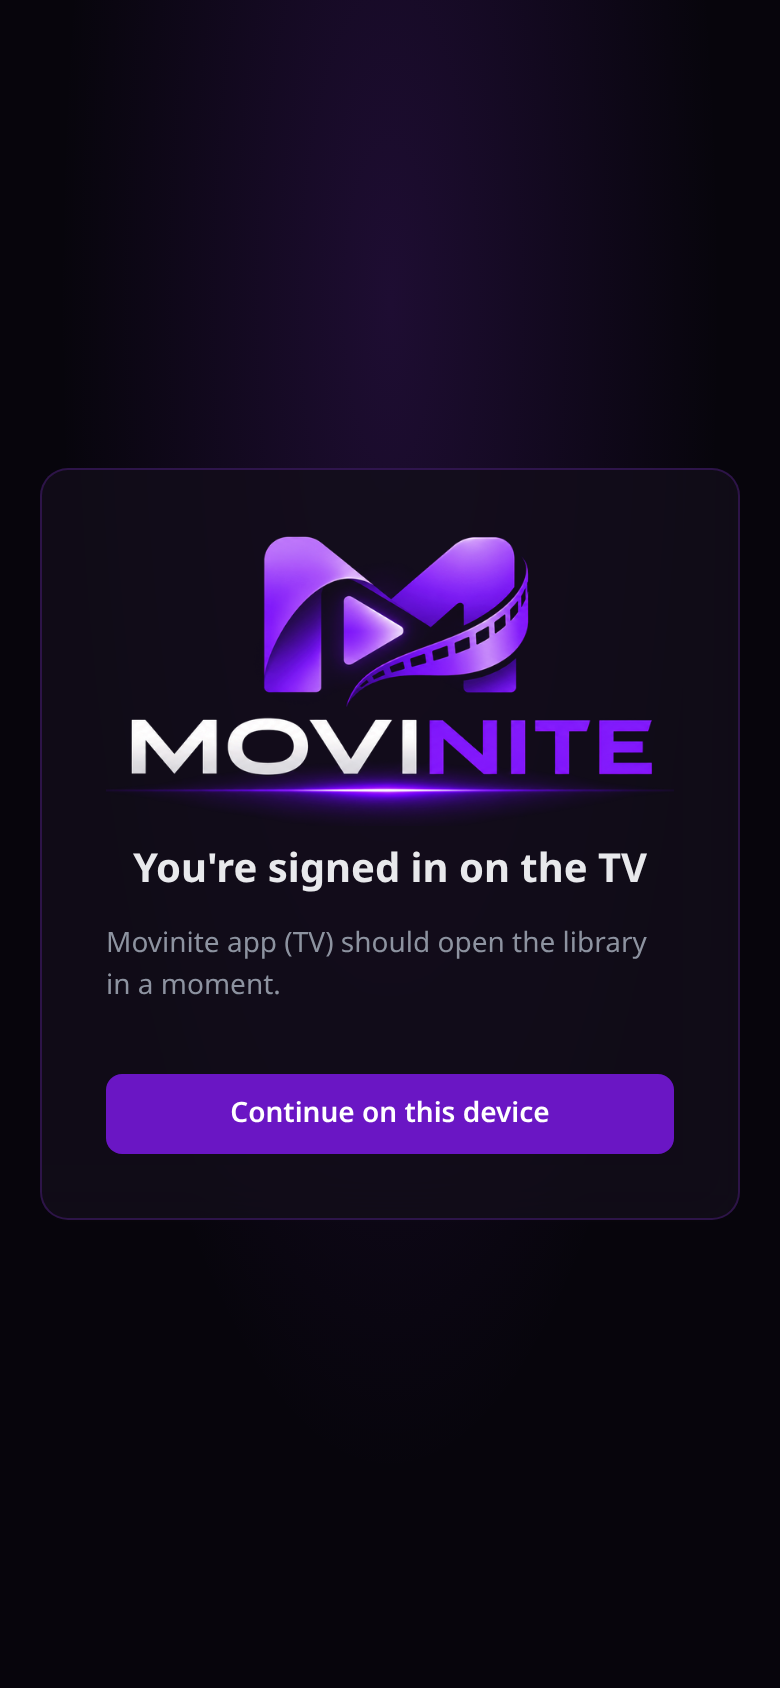 MOVINITE
You're signed in on the TV
Movinite app (TV) should open the library
in a moment.
Continue on this device